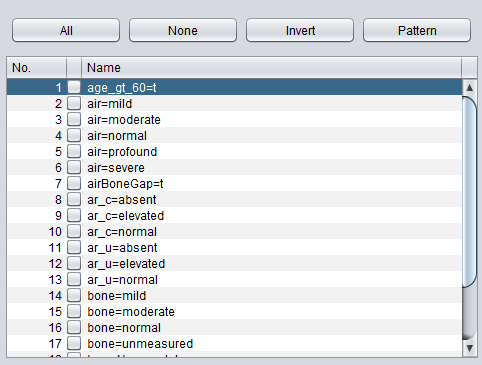 All None Invert Pattern
No. Name
1 age_gt_60=t
2 air=mild
3 air=moderate
4 air=normal
5 air=profound
6 air=severe
7 airBoneGap=t
8 ar_c=absent
9 ar_c=elevated
10 ar_c=normal
11 ar_u=absent
12 ar_u=elevated
13 ar_u=normal
14 bone=mild
15 bone=moderate
16 bone=normal
17 bone=unmeasured